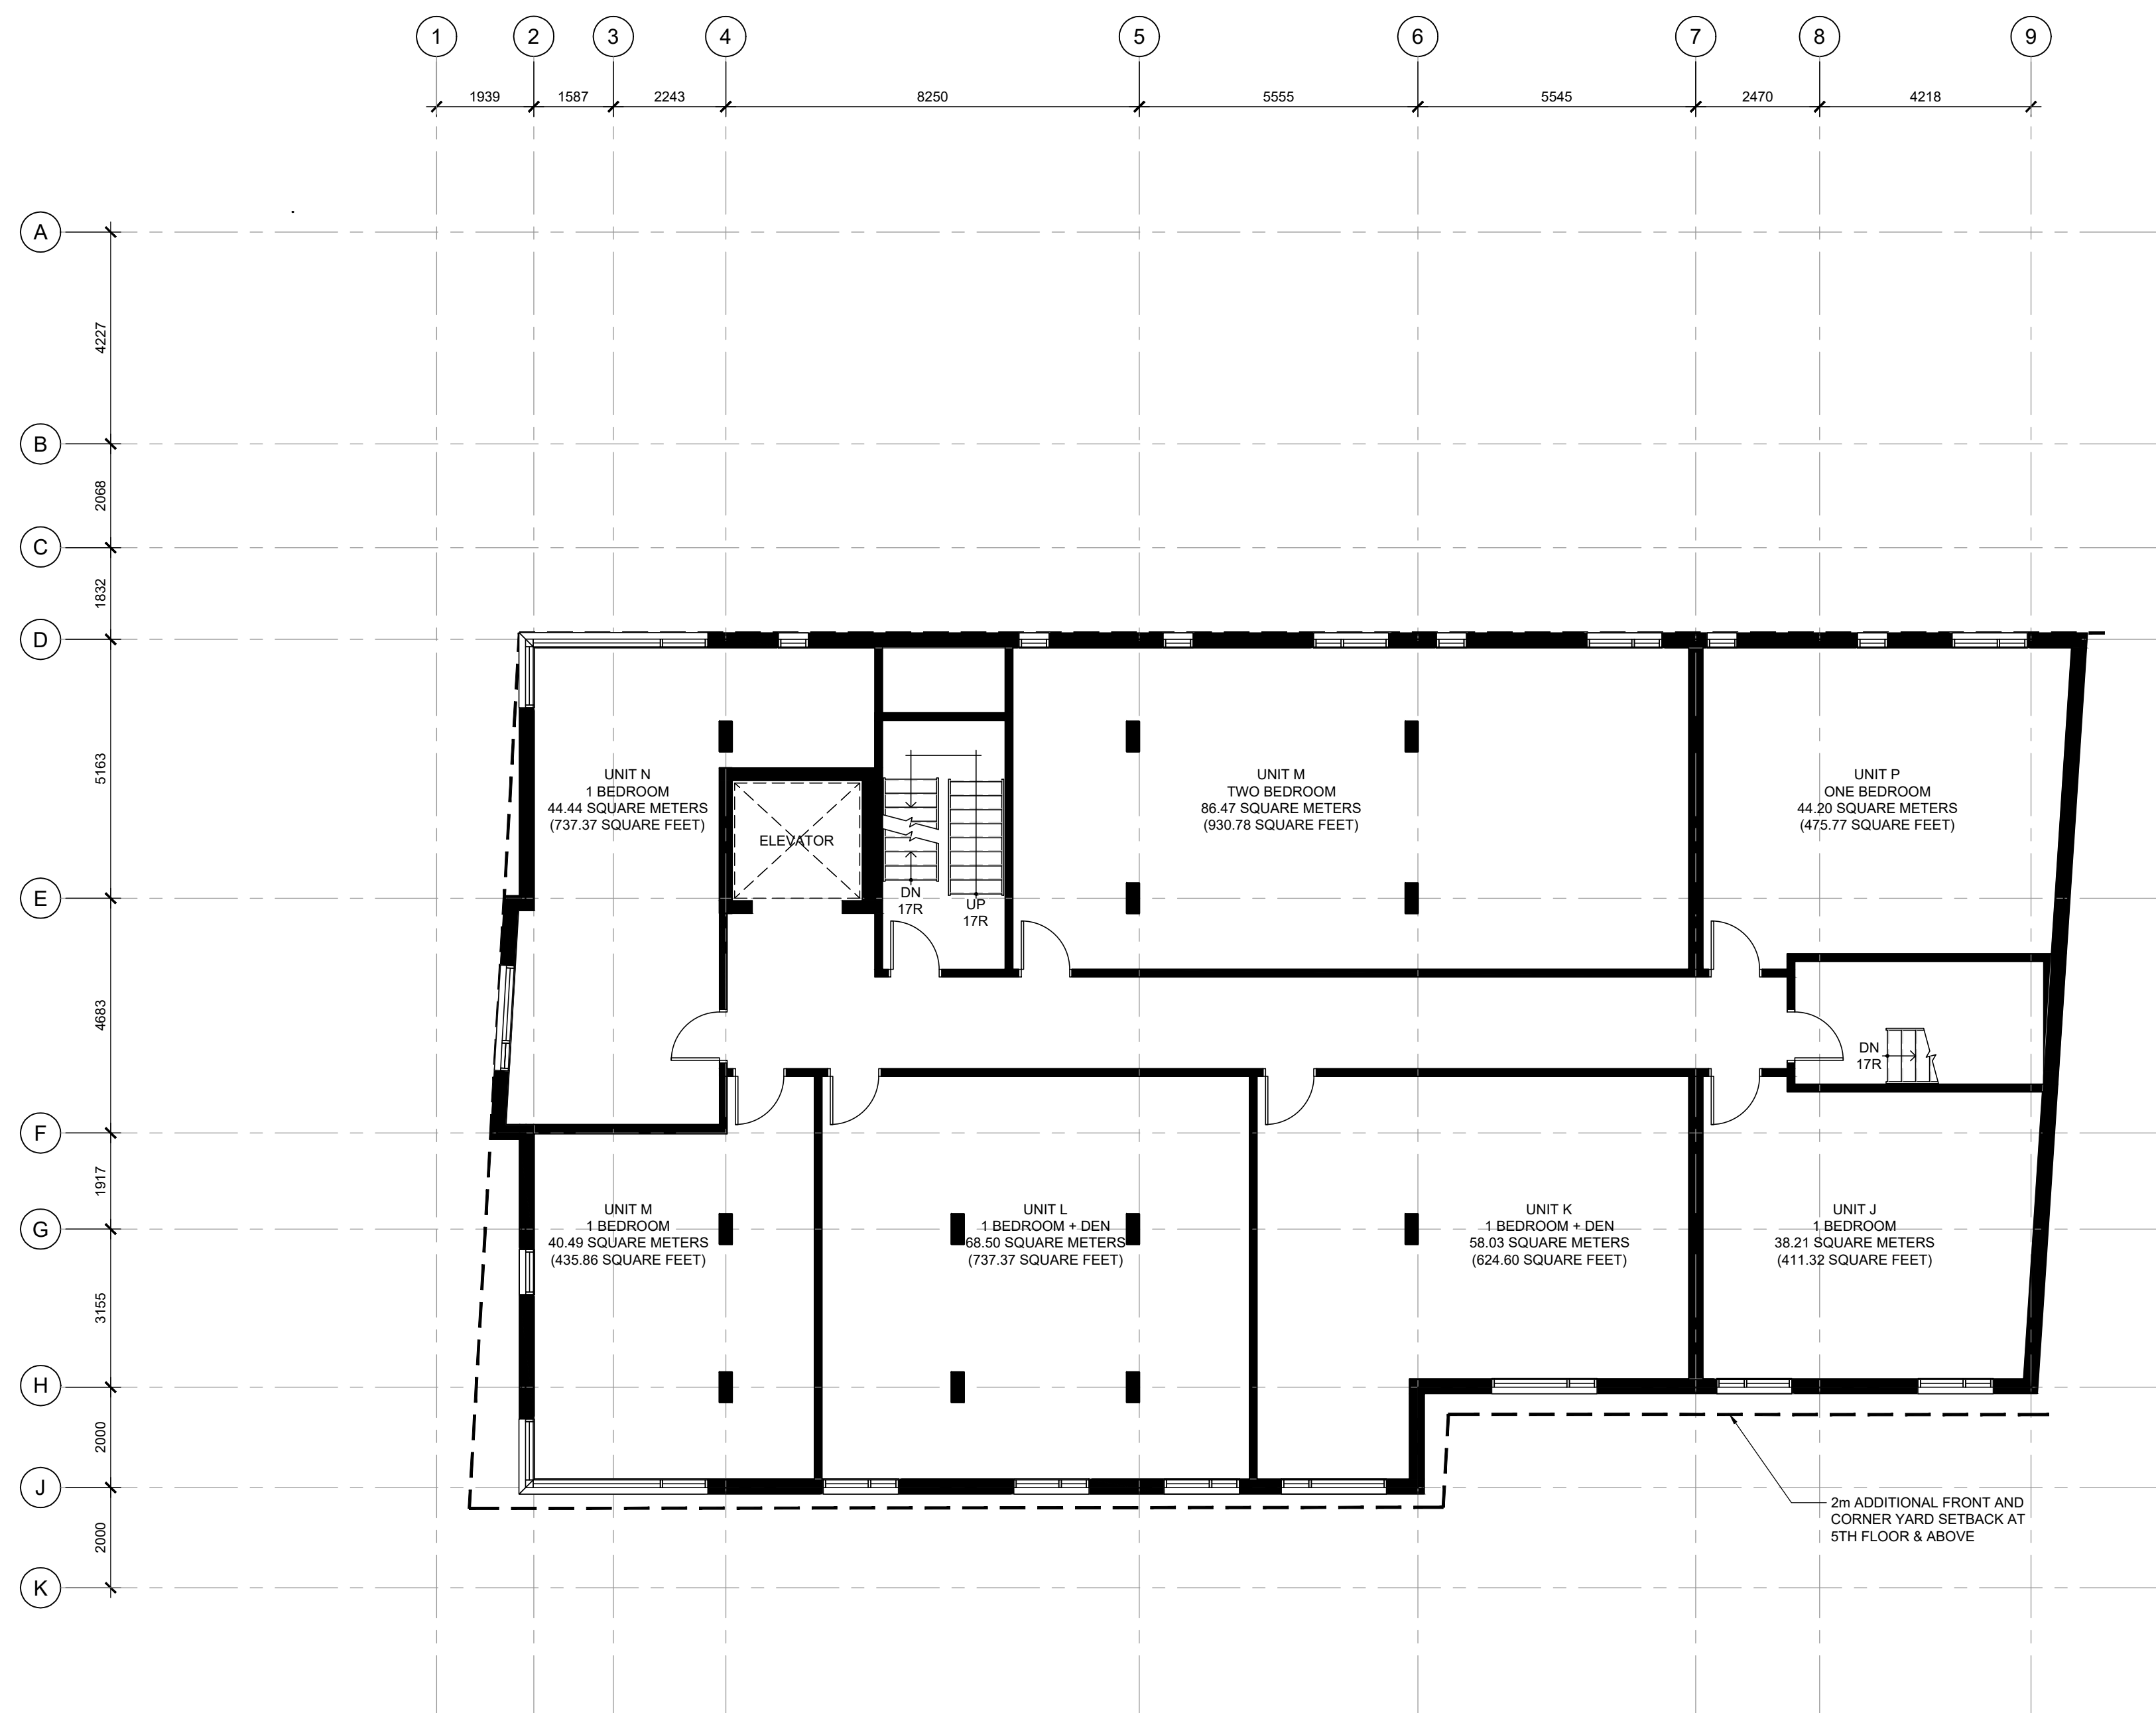 1 2 3 4 5 6 7 8 9
1939 1587 2243 8250 5555 5545 2470 4218
A
4227
B
2068
C
1832
D
5163
E
4683
F
1917
G
3155
H
2000
J
2000
K
UNIT N
1 BEDROOM
44.44 SQUARE METERS
(737.37 SQUARE FEET)
ELEVATOR
DN
17R
UP
17R
UNIT M
TWO BEDROOM
86.47 SQUARE METERS
(930.78 SQUARE FEET)
UNIT P
ONE BEDROOM
44.20 SQUARE METERS
(475.77 SQUARE FEET)
DN
17R
UNIT M
1 BEDROOM
40.49 SQUARE METERS
(435.86 SQUARE FEET)
UNIT L
1 BEDROOM + DEN
68.50 SQUARE METERS
(737.37 SQUARE FEET)
UNIT K
1 BEDROOM + DEN
58.03 SQUARE METERS
(624.60 SQUARE FEET)
UNIT J
1 BEDROOM
38.21 SQUARE METERS
(411.32 SQUARE FEET)
2m ADDITIONAL FRONT AND
CORNER YARD SETBACK AT
5TH FLOOR & ABOVE